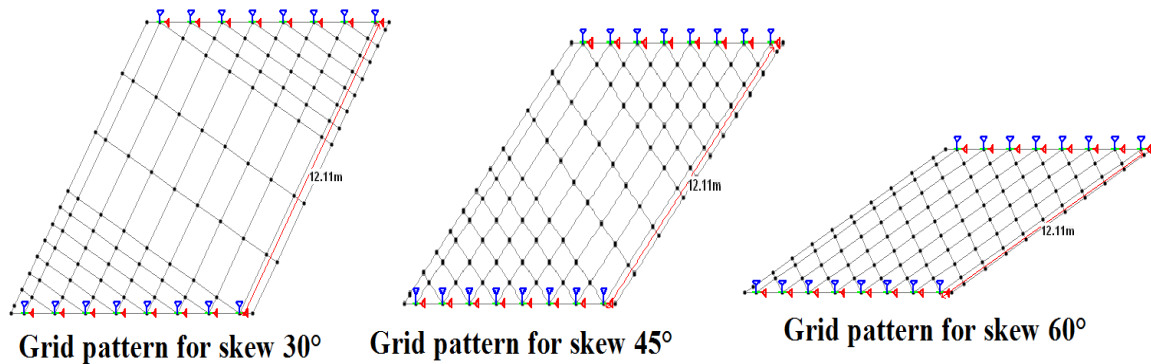 12.11m
12.11m
12.11m
Grid pattern for skew 30°
Grid pattern for skew 45°
Grid pattern for skew 60°